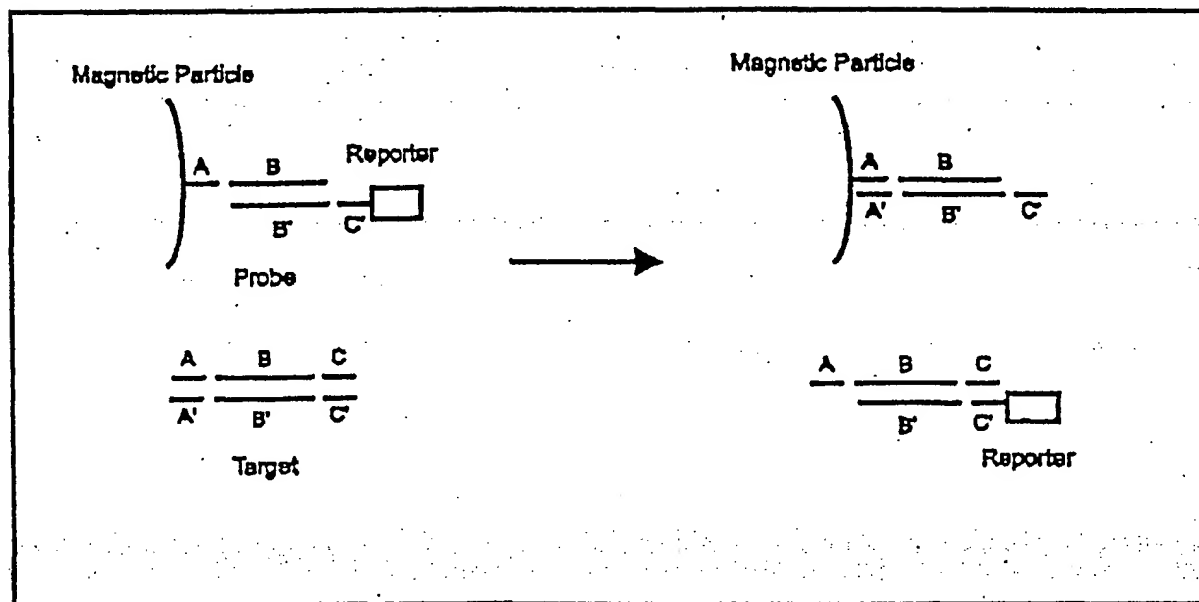 Magnetic Particle
A B Reporter
B' C'
Probe
A B C
A' B' C'
Target
Magnetic Particle
A B
A' B' C'
A B C
B' C'
Reporter